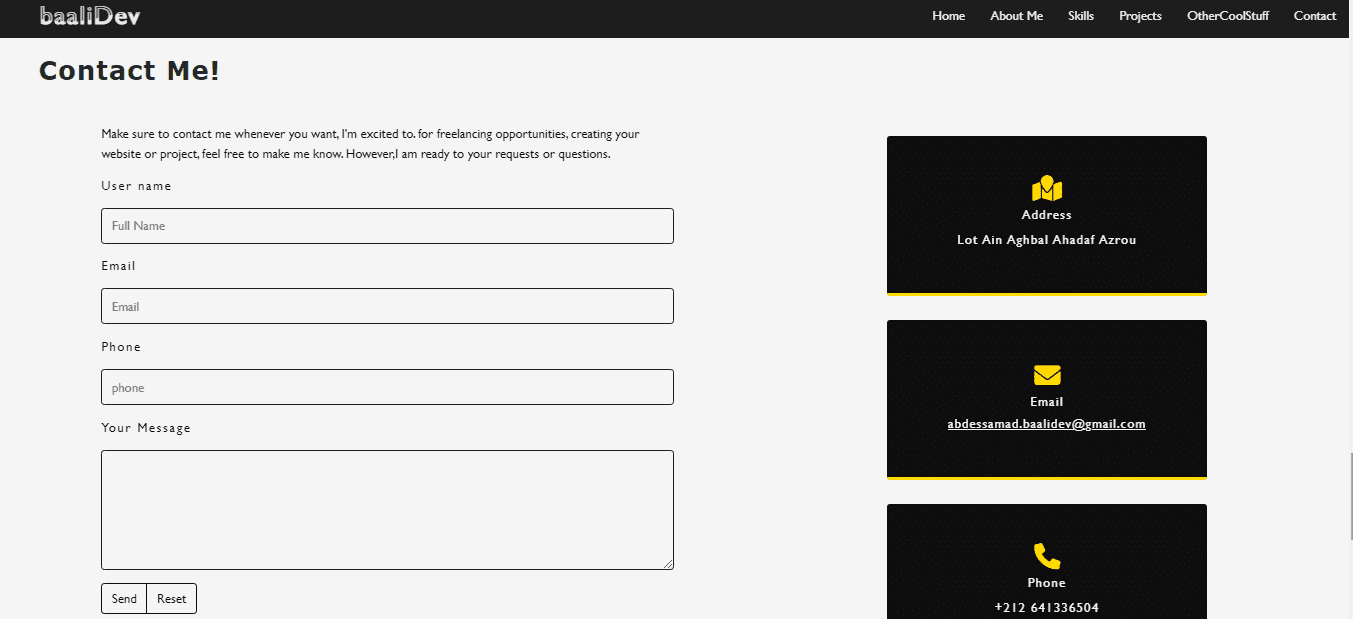 baaliDev
Home About Me Skills Projects OtherCoolStuff Contact
Contact Me!
Make sure to contact me whenever you want, I'm excited to. for freelancing opportunities, creating your
website or project, feel free to make me know. However,I am ready to your requests or questions.
User name
Full Name
Email
Email
Phone
phone
Your Message
Send Reset
Address
Lot Ain Aghbal Ahadaf Azrou
Email
abdessamad.baalidev@gmail.com
Phone
+212 641336504